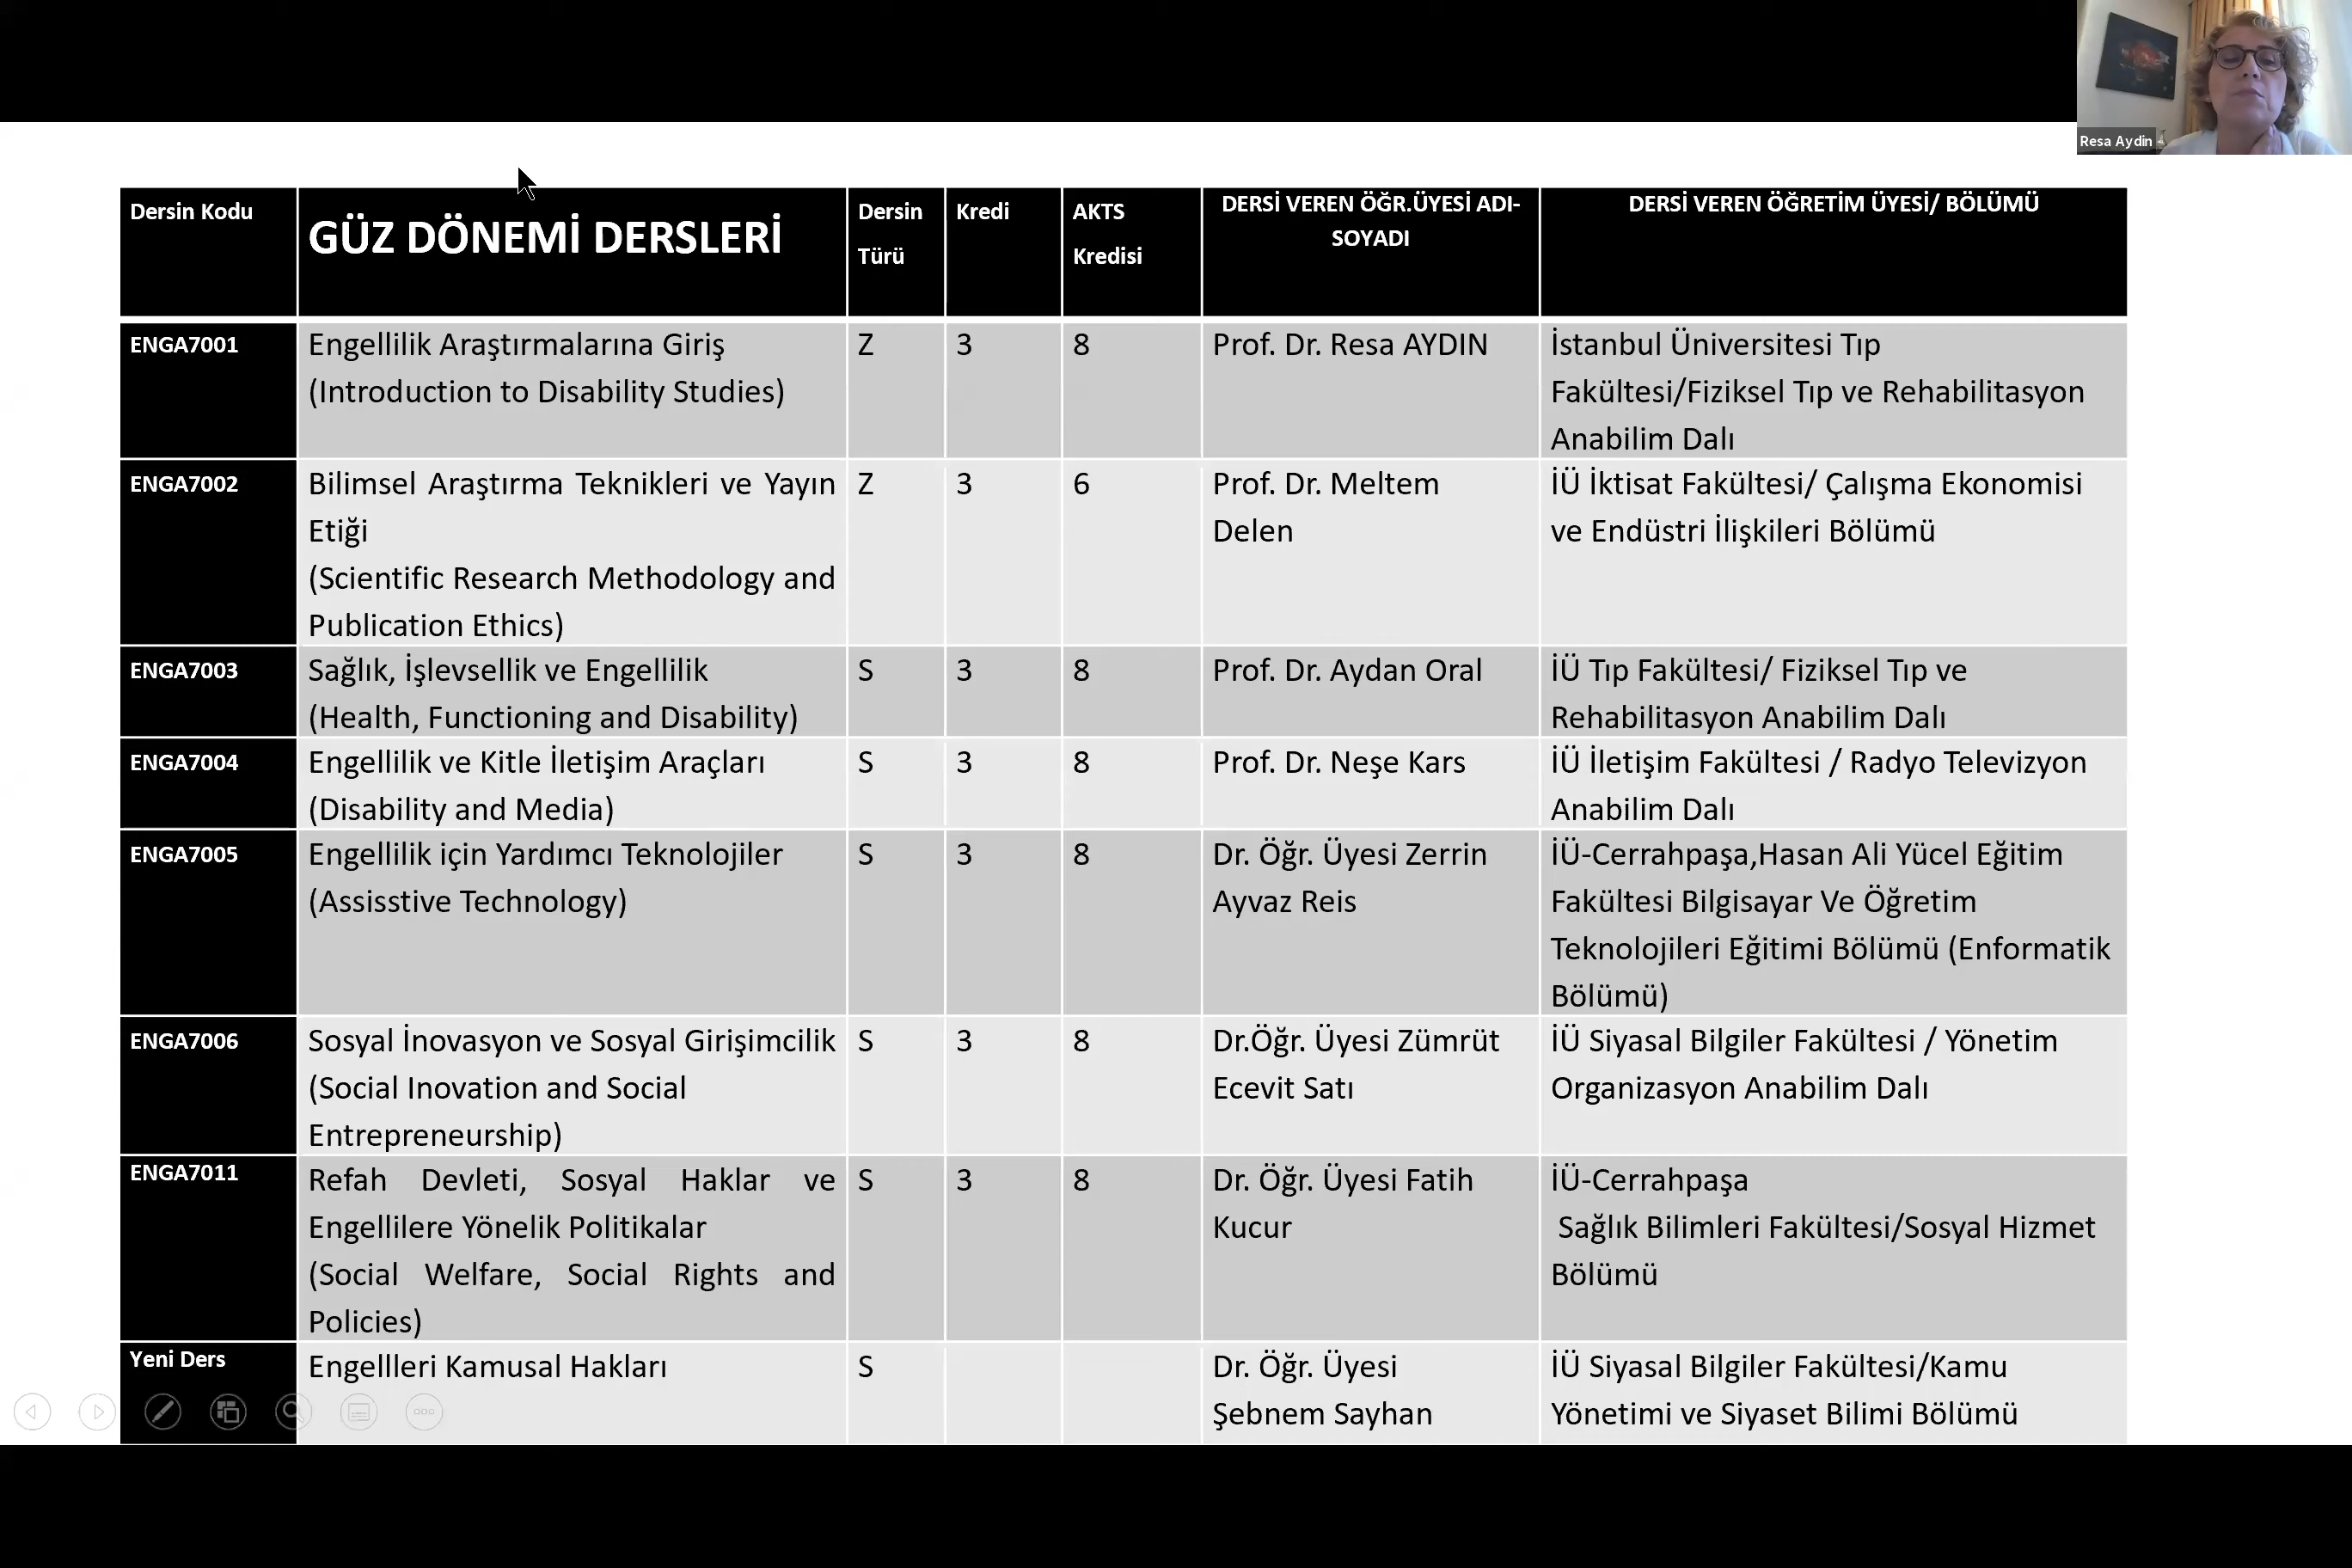 Resa Aydin
Dersin Kodu
GÜZ DÖNEMİ DERSLERİ
Dersin
Türü
Kredi
AKTS
Kredisi
DERSİ VEREN ÖĞR.ÜYESİ ADI-
SOYADI
DERSİ VEREN ÖĞRETİM ÜYESİ/ BÖLÜMÜ
ENGA7001
Engellilik Araştırmalarına Giriş
(Introduction to Disability Studies)
Z
3
8
Prof. Dr. Resa AYDIN
İstanbul Üniversitesi Tıp
Fakültesi/Fiziksel Tıp ve Rehabilitasyon
Anabilim Dalı
ENGA7002
Bilimsel Araştırma Teknikleri ve Yayın
Etiği
(Scientific Research Methodology and
Publication Ethics)
Z
3
6
Prof. Dr. Meltem
Delen
İÜ İktisat Fakültesi/ Çalışma Ekonomisi
ve Endüstri İlişkileri Bölümü
ENGA7003
Sağlık, İşlevsellik ve Engellilik
(Health, Functioning and Disability)
S
3
8
Prof. Dr. Aydan Oral
İÜ Tıp Fakültesi/ Fiziksel Tıp ve
Rehabilitasyon Anabilim Dalı
ENGA7004
Engellilik ve Kitle İletişim Araçları
(Disability and Media)
S
3
8
Prof. Dr. Neşe Kars
İÜ İletişim Fakültesi / Radyo Televizyon
Anabilim Dalı
ENGA7005
Engellilik için Yardımcı Teknolojiler
(Assisstive Technology)
S
3
8
Dr. Öğr. Üyesi Zerrin
Ayvaz Reis
İÜ-Cerrahpaşa,Hasan Ali Yücel Eğitim
Fakültesi Bilgisayar Ve Öğretim
Teknolojileri Eğitimi Bölümü (Enformatik
Bölümü)
ENGA7006
Sosyal İnovasyon ve Sosyal Girişimcilik
(Social Inovation and Social
Entrepreneurship)
S
3
8
Dr.Öğr. Üyesi Zümrüt
Ecevit Satı
İÜ Siyasal Bilgiler Fakültesi / Yönetim
Organizasyon Anabilim Dalı
ENGA7011
Refah Devleti, Sosyal Haklar ve
Engellilere Yönelik Politikalar
(Social Welfare, Social Rights and
Policies)
S
3
8
Dr. Öğr. Üyesi Fatih
Kucur
İÜ-Cerrahpaşa
Sağlık Bilimleri Fakültesi/Sosyal Hizmet
Bölümü
Yeni Ders
Engellleri Kamusal Hakları
S
Dr. Öğr. Üyesi
Şebnem Sayhan
İÜ Siyasal Bilgiler Fakültesi/Kamu
Yönetimi ve Siyaset Bilimi Bölümü